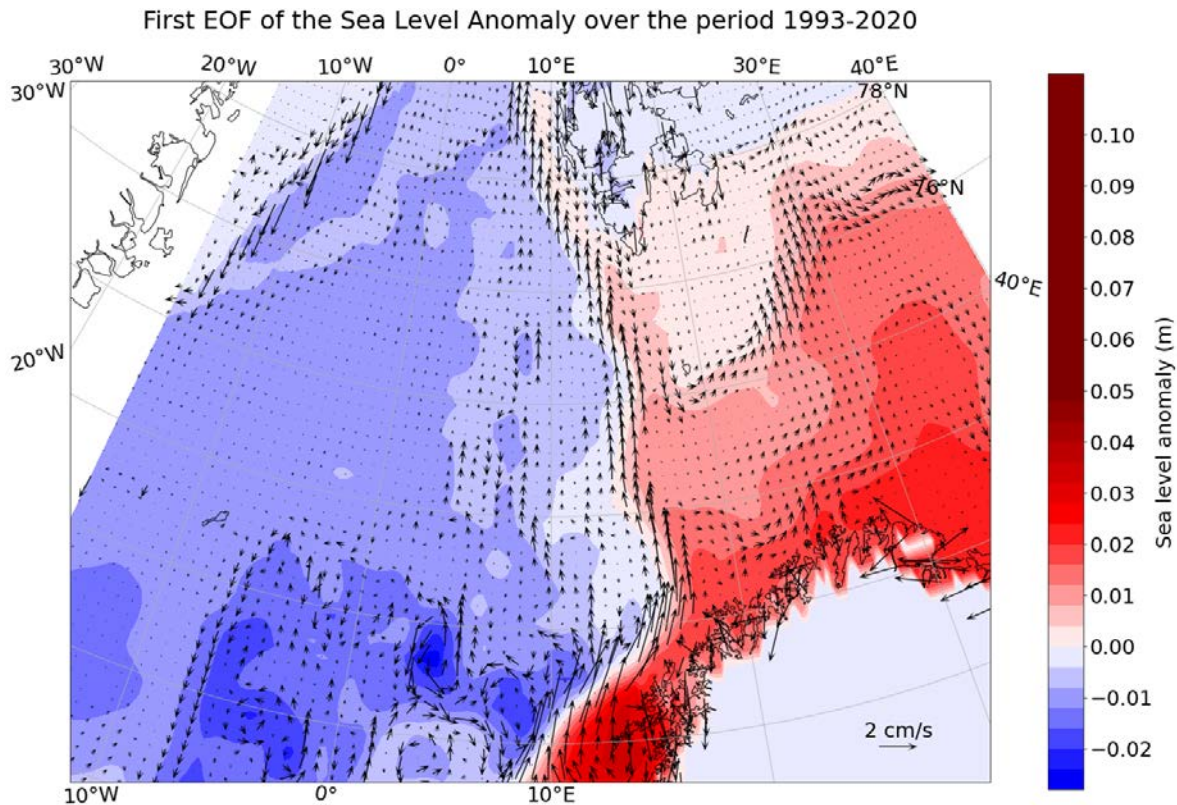 First EOF of the Sea Level Anomaly over the period 1993-2020
30°W 20°W 10°W 0° 10°E 30°E 40°E
30°W
78°N
76°N
40°E
20°W
2 cm/s
10°W 0° 10°E
0.10
0.09
0.08
0.07
0.06
0.05
0.04
0.03
0.02
0.01
0.00
−0.01
−0.02
Sea level anomaly (m)